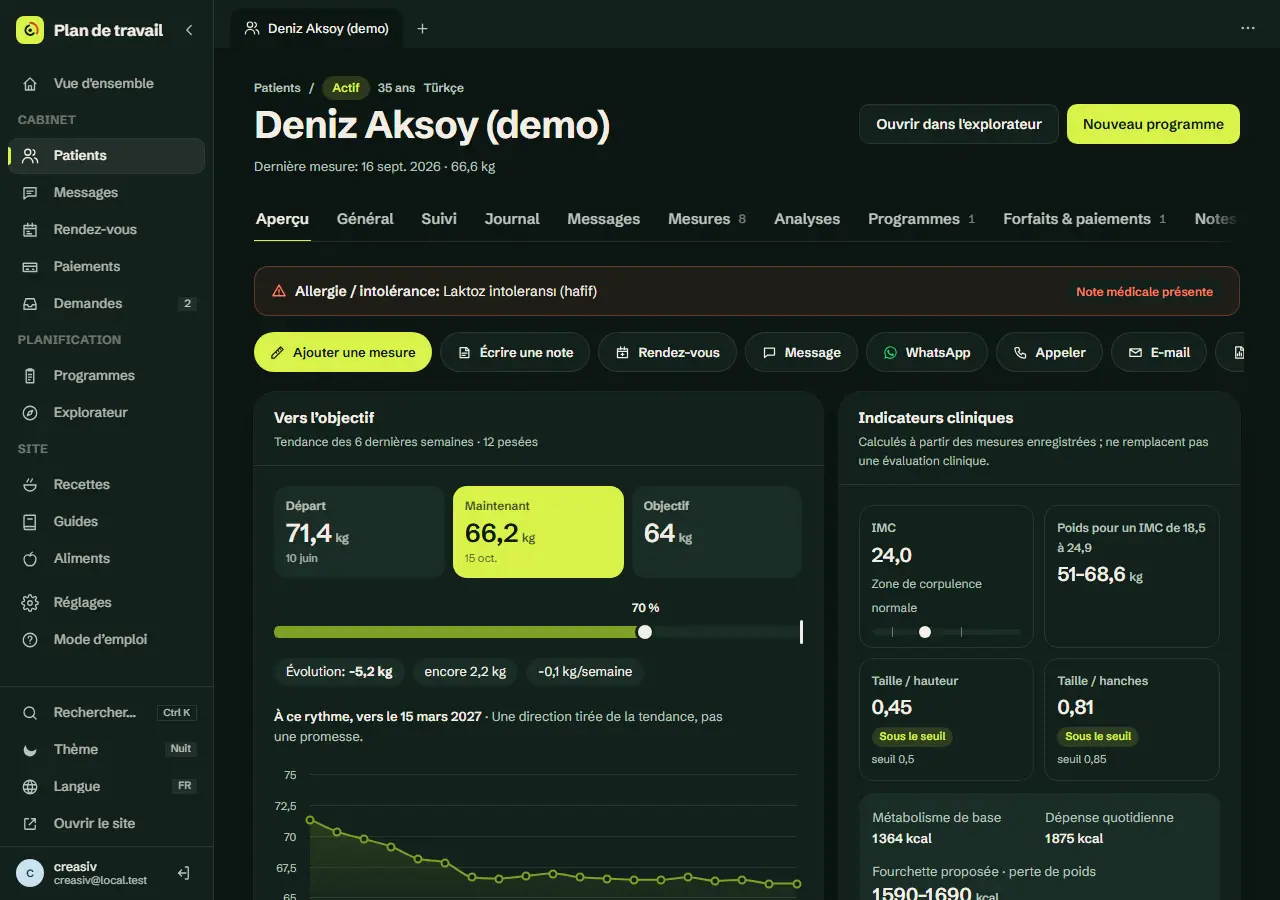 Plan de travail
Vue d'ensemble
CABINET
Patients
Messages
Rendez-vous
Paiements
Demandes 2
PLANIFICATION
Programmes
Explorateur
SITE
Recettes
Guides
Aliments
Réglages
Mode d'emploi
Rechercher... Ctrl K
Thème Nuit
Langue FR
Ouvrir le site
C creasiv
creasiv@local.test
Deniz Aksoy (demo)
Patients / Actif 35 ans Türkçe
Deniz Aksoy (demo)
Dernière mesure: 16 sept. 2026 · 66,6 kg
Ouvrir dans l'explorateur Nouveau programme
Aperçu Général Suivi Journal Messages Mesures 8 Analyses Programmes 1 Forfaits & paiements 1 Notes
Allergie / intolérance: Laktoz intoleransı (hafif) Note médicale présente
Ajouter une mesure Écrire une note Rendez-vous Message WhatsApp Appeler E-mail
Vers l'objectif
Tendance des 6 dernières semaines · 12 pesées
Départ
71,4 kg
10 juin
Maintenant
66,2 kg
15 oct.
Objectif
64 kg
70 %
Évolution: -5,2 kg encore 2,2 kg -0,1 kg/semaine
À ce rythme, vers le 15 mars 2027 · Une direction tirée de la tendance, pas
une promesse.
75
72,5
70
67,5
65
Indicateurs cliniques
Calculés à partir des mesures enregistrées ; ne remplacent pas
une évaluation clinique.
IMC
24,0
Zone de corpulence
normale
Poids pour un IMC de 18,5
à 24,9
51–68,6 kg
Taille / hauteur
0,45
Sous le seuil
seuil 0,5
Taille / hanches
0,81
Sous le seuil
seuil 0,85
Métabolisme de base
1364 kcal
Dépense quotidienne
1875 kcal
Fourchette proposée · perte de poids
1590–1690 kcal